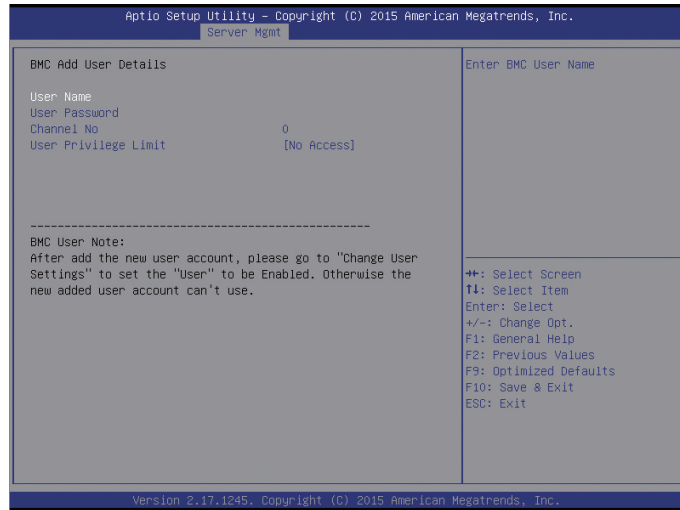 Aptio Setup Utility – Copyright (C) 2015 American Megatrends, Inc.
Server Mgmt
BMC Add User Details
User Name
User Password
Channel No 0
User Privilege Limit [No Access]
--------------------------------------------------
BMC User Note:
After add the new user account, please go to "Change User
Settings" to set the "User" to be Enabled. Otherwise the
new added user account can't use.
Enter BMC User Name
→←: Select Screen
↑↓: Select Item
Enter: Select
+/-: Change Opt.
F1: General Help
F2: Previous Values
F9: Optimized Defaults
F10: Save & Exit
ESC: Exit
Version 2.17.1245. Copyright (C) 2015 American Megatrends, Inc.